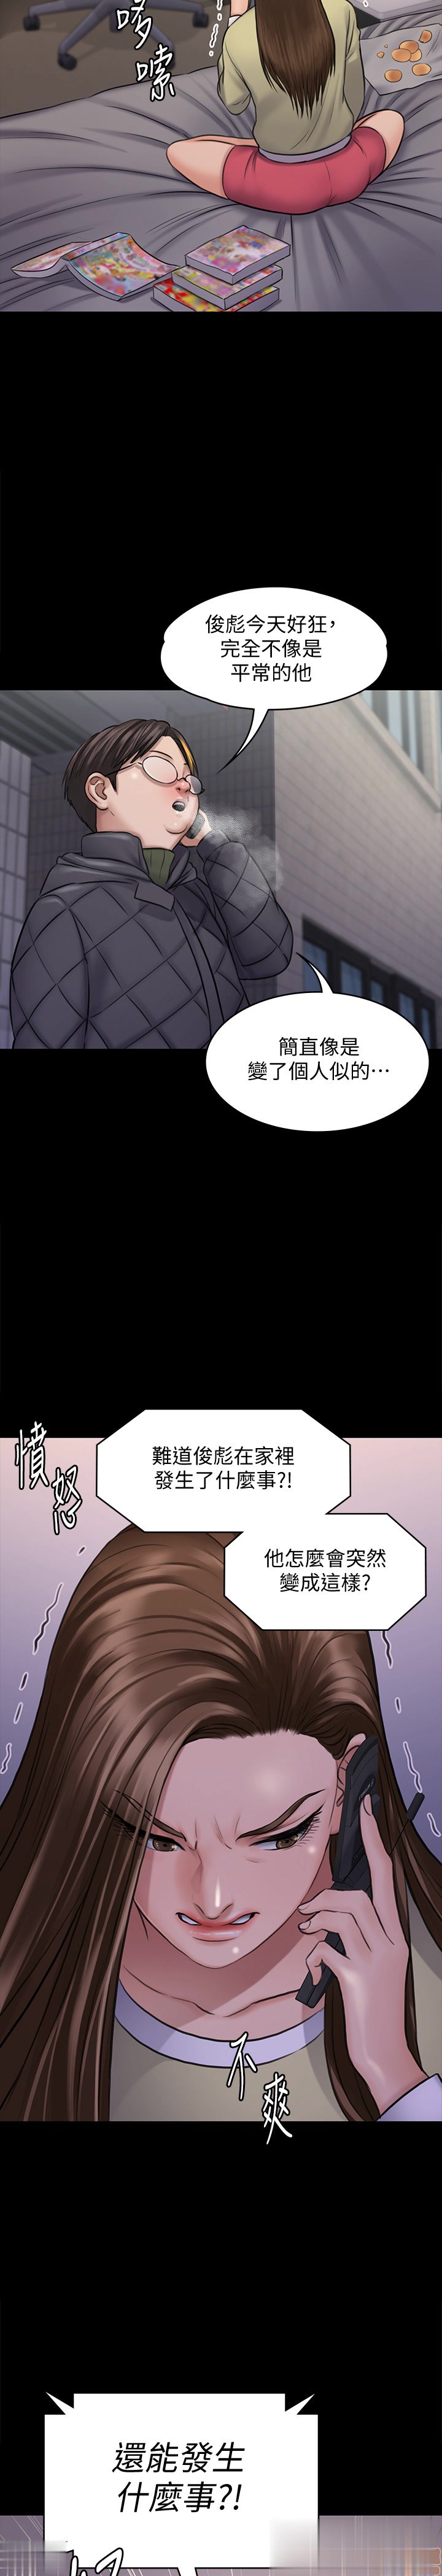 哆嗦
俊彪今天好狂，
完全不像是
平常的他
簡直像是
變了個人似的…
憤怒
難道俊彪在家裡
發生了什麼事?!
他怎麼會突然
變成這樣?
不爽
還能發生
什麼事?!